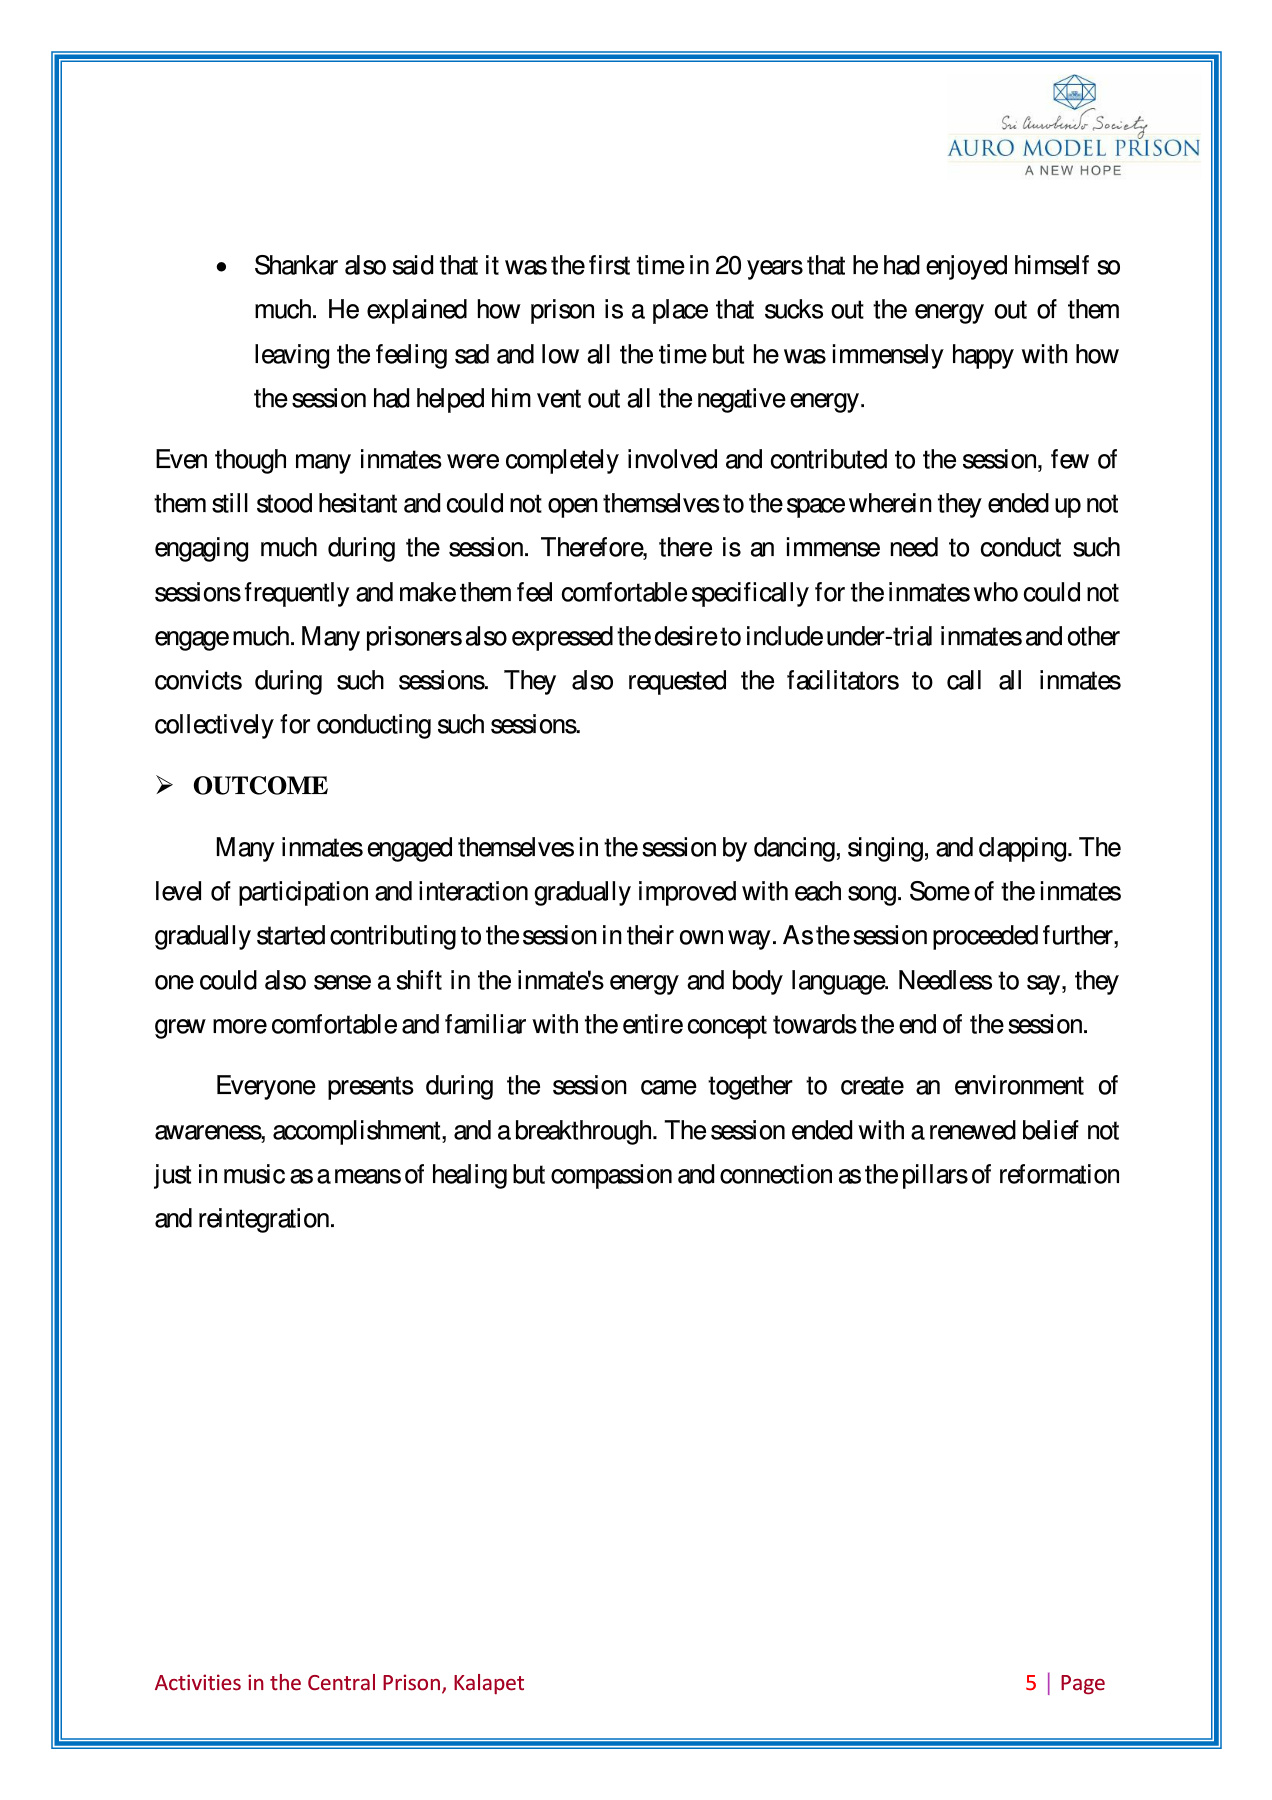 Sri Aurobindo Society
AURO MODEL PRISON
A NEW HOPE
• Shankar also said that it was the first time in 20 years that he had enjoyed himself so
much. He explained how prison is a place that sucks out the energy out of them
leaving the feeling sad and low all the time but he was immensely happy with how
the session had helped him vent out all the negative energy.
Even though many inmates were completely involved and contributed to the session, few of
them still stood hesitant and could not open themselves to the space wherein they ended up not
engaging much during the session. Therefore, there is an immense need to conduct such
sessions frequently and make them feel comfortable specifically for the inmates who could not
engage much. Many prisoners also expressed the desire to include under-trial inmates and other
convicts during such sessions. They also requested the facilitators to call all inmates
collectively for conducting such sessions.
➢ OUTCOME
Many inmates engaged themselves in the session by dancing, singing, and clapping. The
level of participation and interaction gradually improved with each song. Some of the inmates
gradually started contributing to the session in their own way. As the session proceeded further,
one could also sense a shift in the inmate's energy and body language. Needless to say, they
grew more comfortable and familiar with the entire concept towards the end of the session.
Everyone presents during the session came together to create an environment of
awareness, accomplishment, and a breakthrough. The session ended with a renewed belief not
just in music as a means of healing but compassion and connection as the pillars of reformation
and reintegration.
Activities in the Central Prison, Kalapet 5 | Page